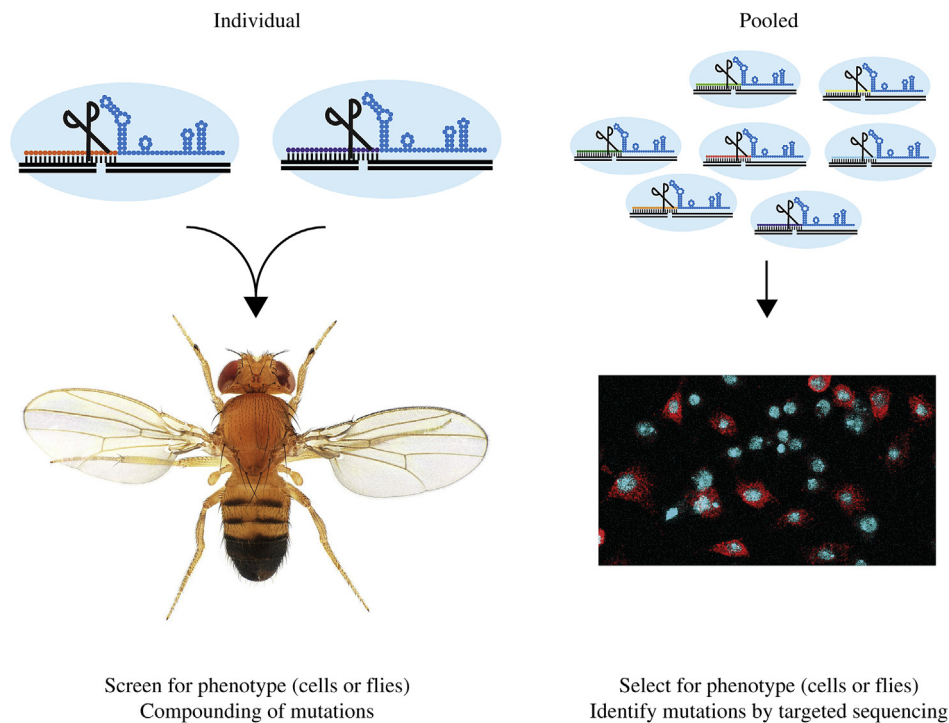 Individual
Pooled
Screen for phenotype (cells or flies)
Compounding of mutations
Select for phenotype (cells or flies)
Identify mutations by targeted sequencing